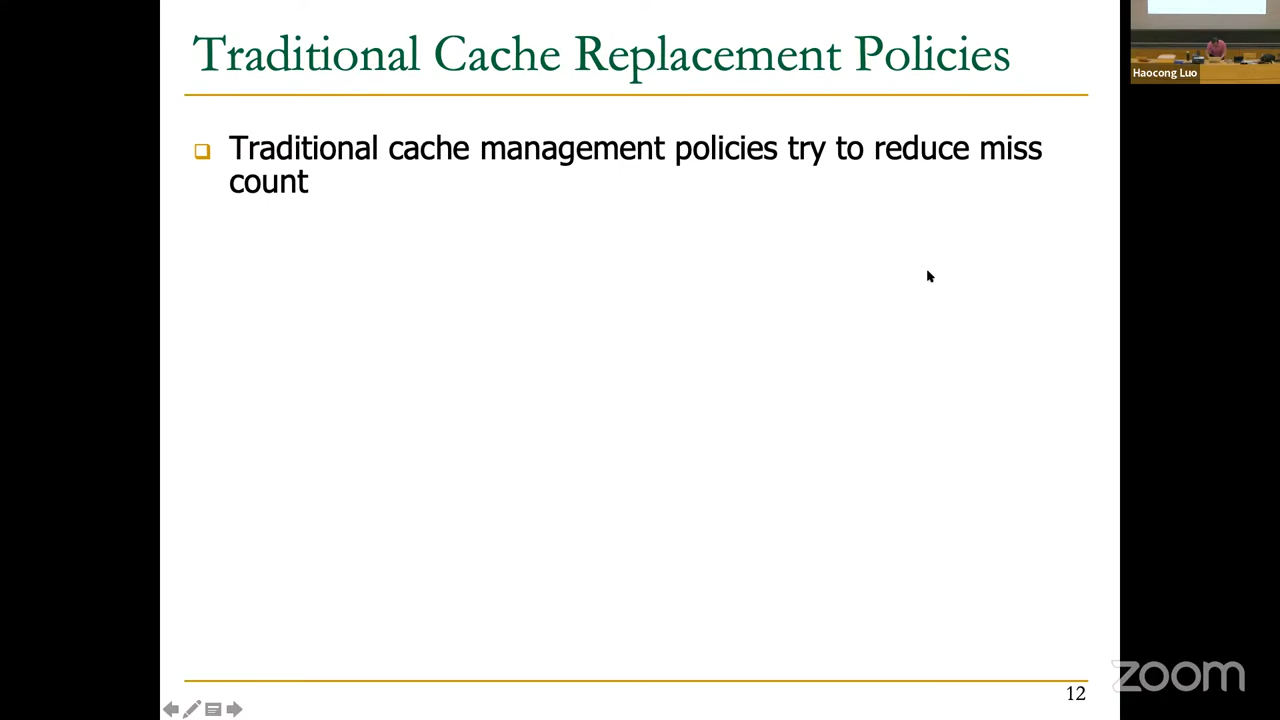 Traditional Cache Replacement Policies
Haocong Luo
Traditional cache management policies try to reduce miss
count
12
zoom